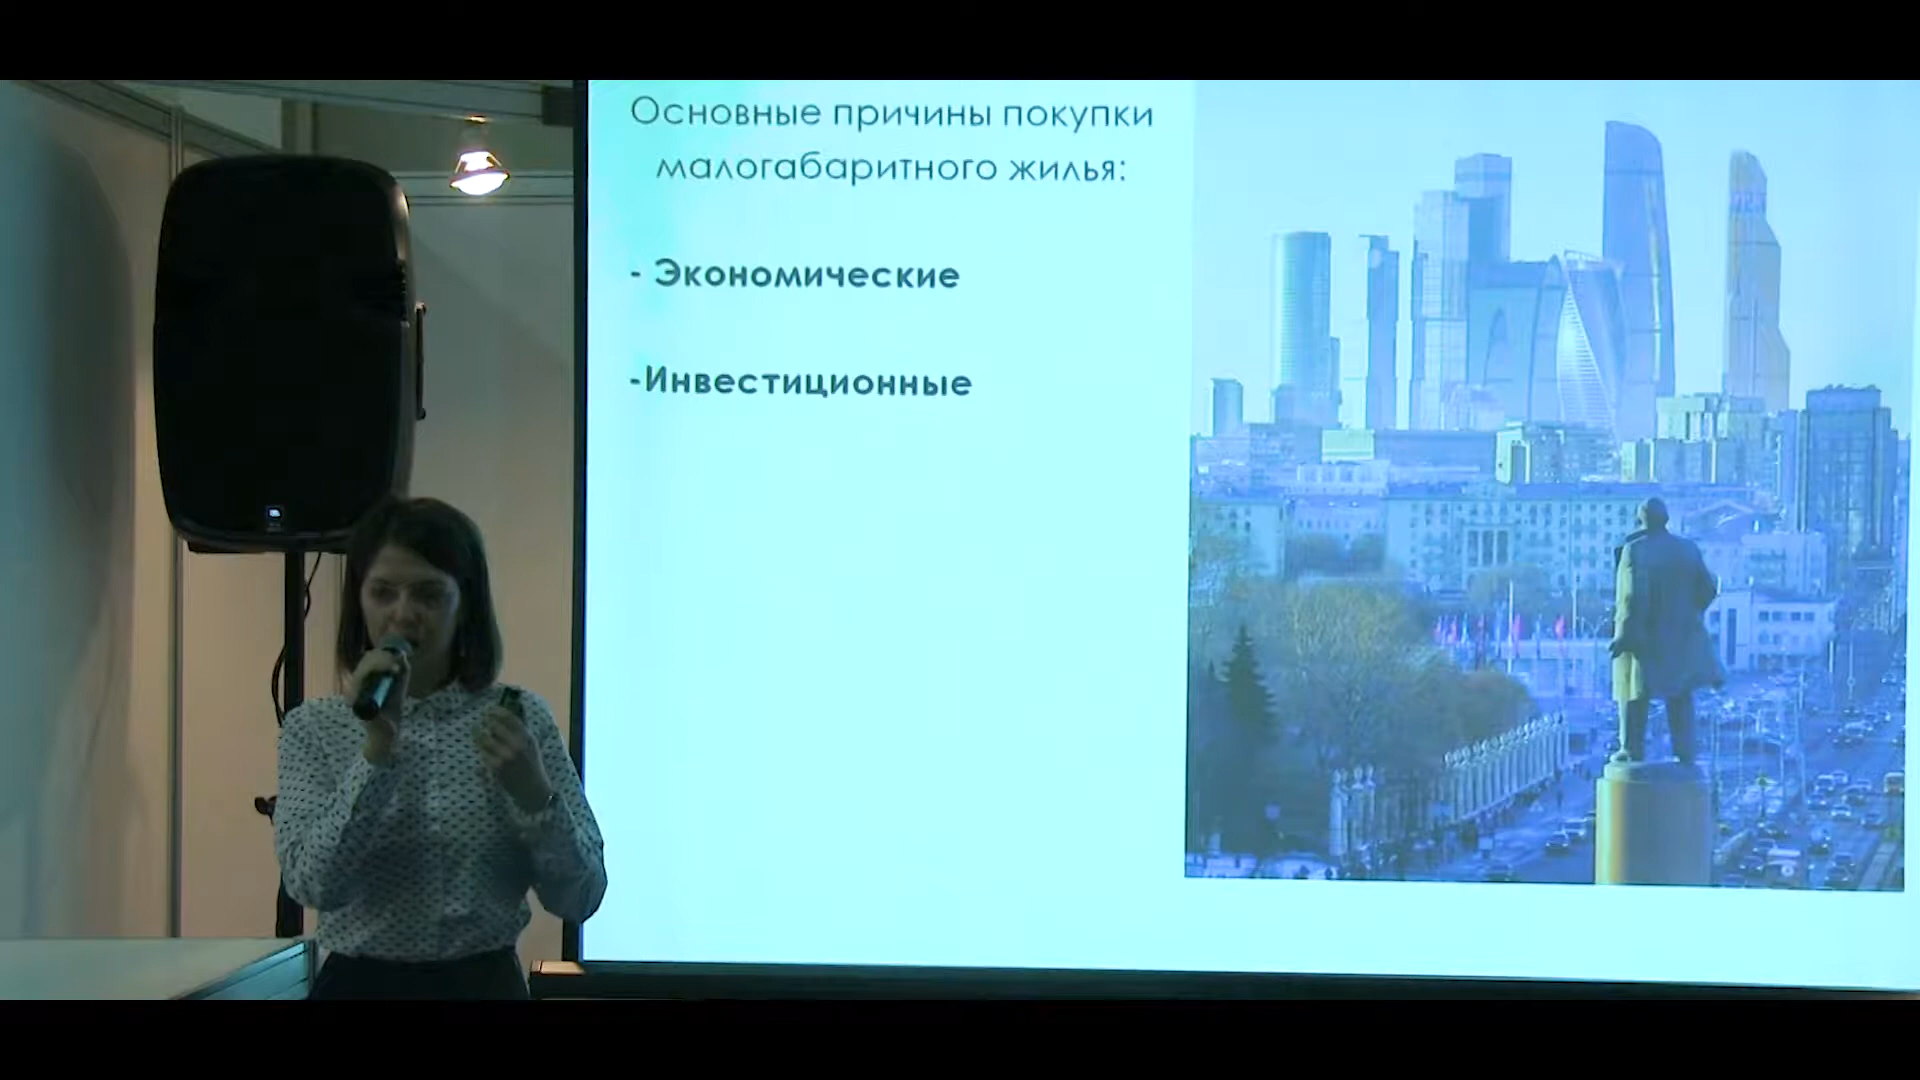 Основные причины покупки
малогабаритного жилья:
- Экономические
-Инвестиционные